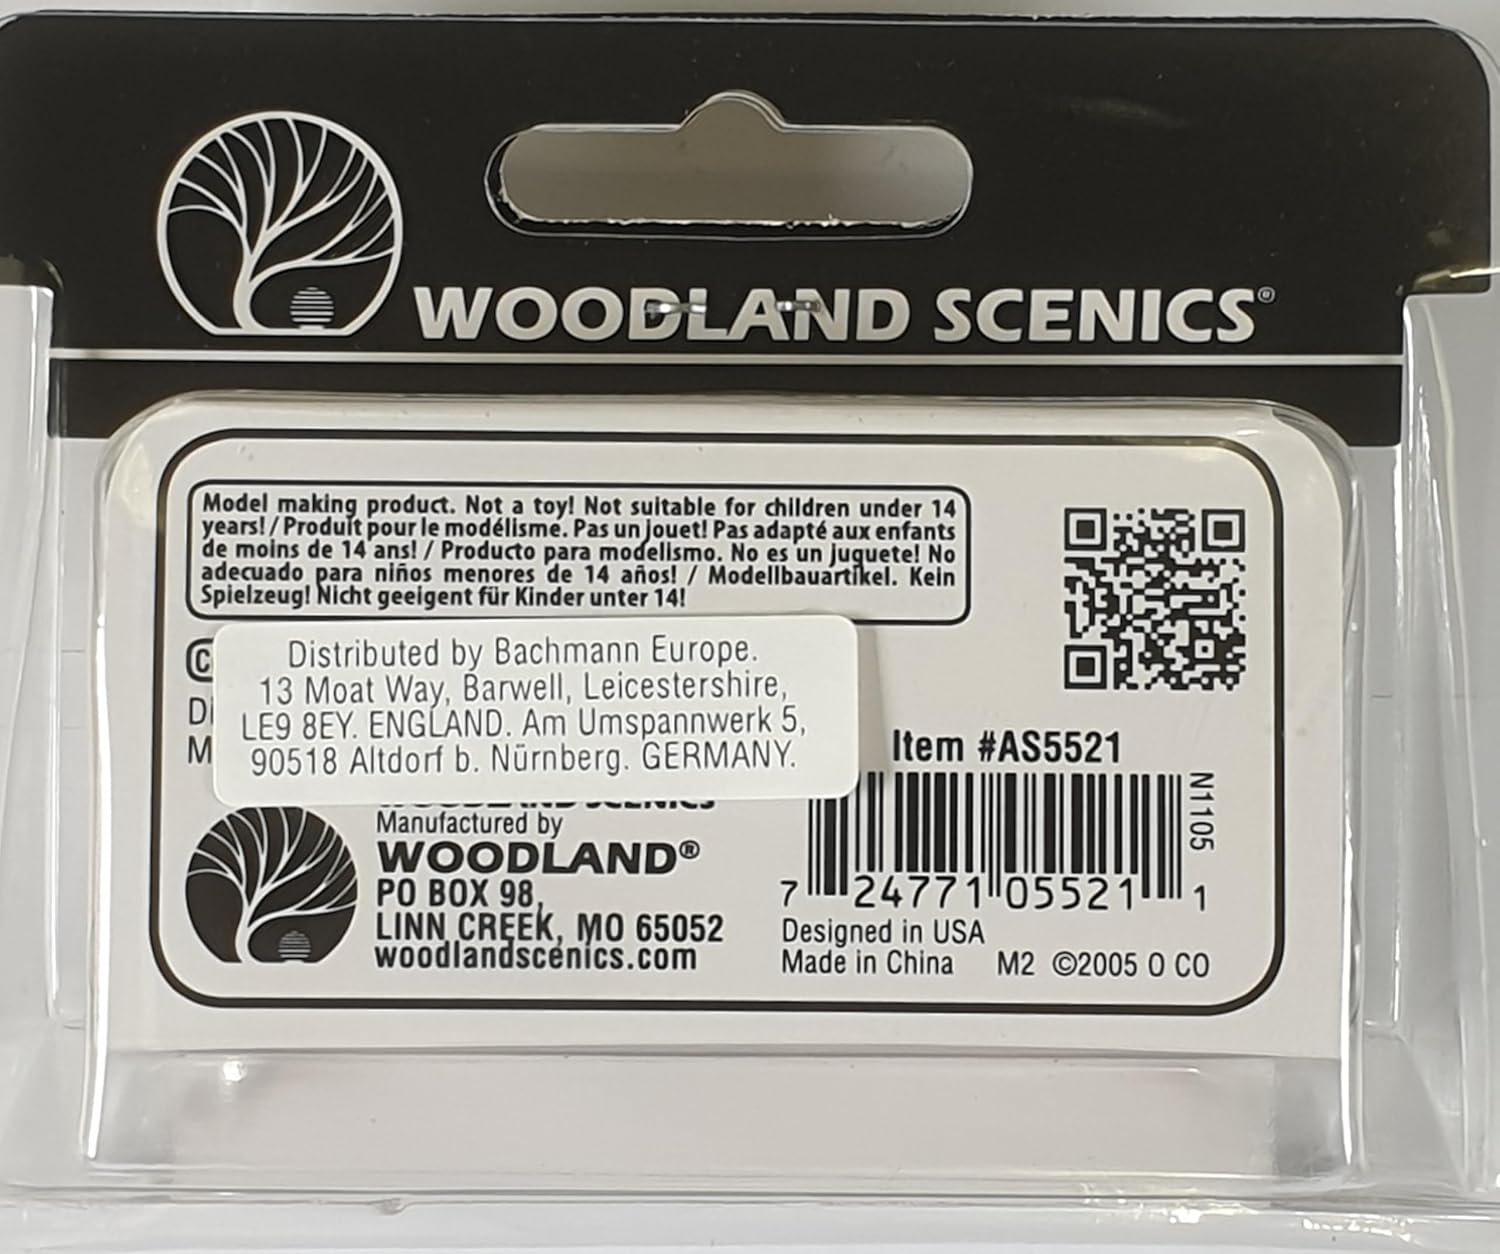 WOODLAND SCENICS®
Model making product. Not a toy! Not suitable for children under 14
years! / Produit pour le modélisme. Pas un jouet! Pas adapté aux enfants
de moins de 14 ans! / Producto para modelismo. No es un juguete! No
adecuado para niños menores de 14 años! / Modellbauartikel. Kein
Spielzeug! Nicht geeigent für Kinder unter 14!
Distributed by Bachmann Europe.
13 Moat Way, Barwell, Leicestershire,
LE9 8EY. ENGLAND. Am Umspannwerk 5,
90518 Altdorf b. Nürnberg. GERMANY.
WOODLAND SCENICS
Manufactured by
WOODLAND®
PO BOX 98,
LINN CREEK, MO 65052
woodlandscenics.com
Item #AS5521
N1105
7 24771 05521 1
Designed in USA
Made in China M2 ©2005 O CO